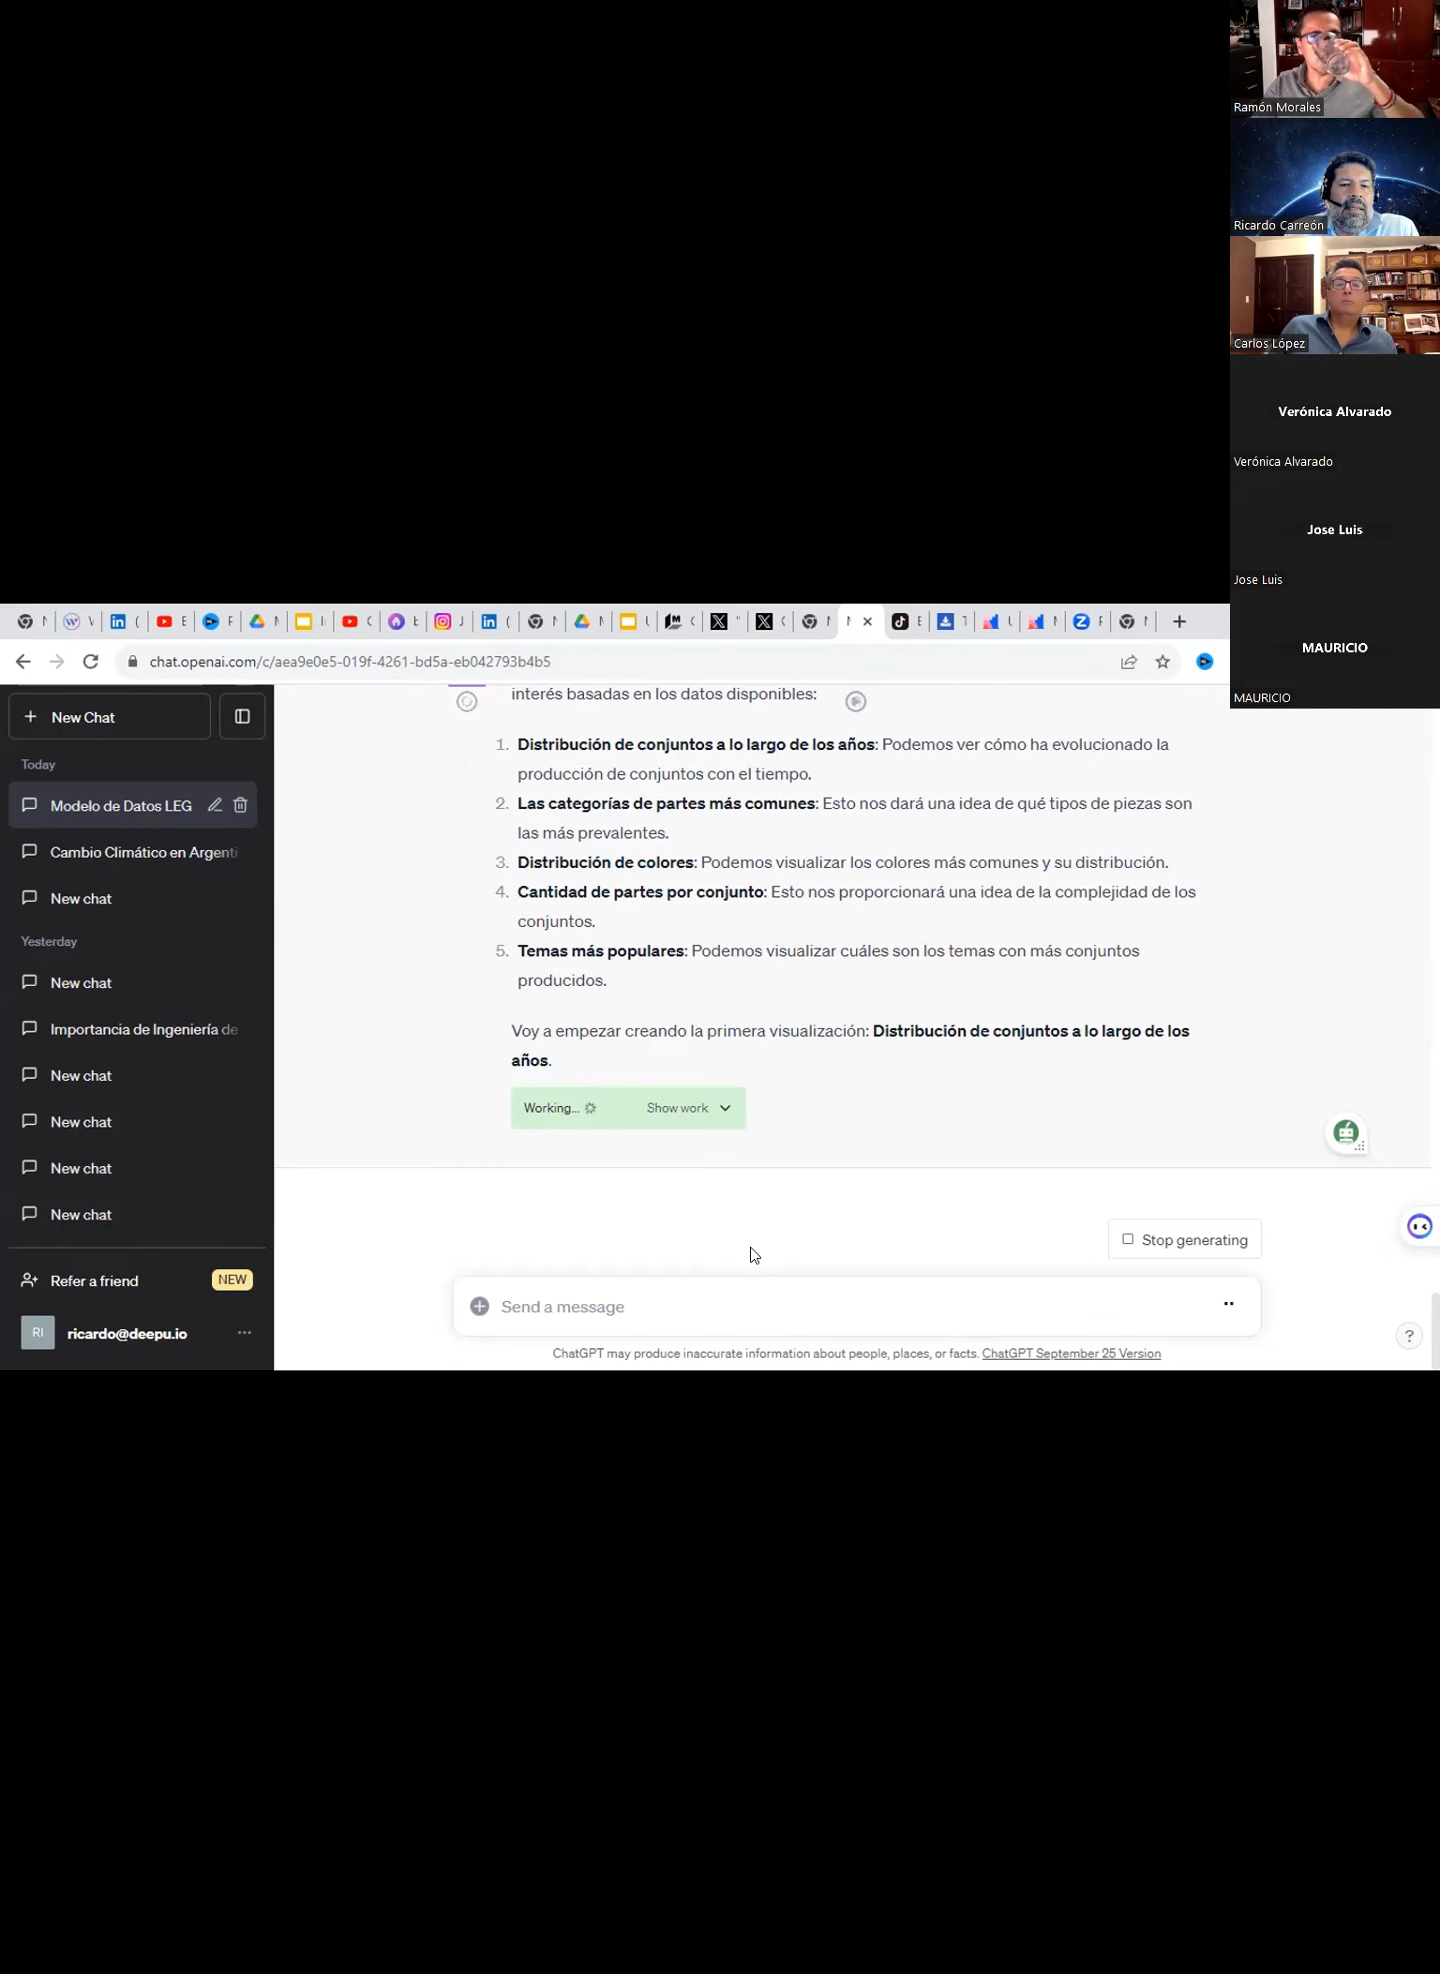 Ramón Morales
Ricardo Carreón
Carlos López
Verónica Alvarado
Verónica Alvarado
Jose Luis
Jose Luis
MAURICIO
MAURICIO
chat.openai.com/c/aea9e0e5-019f-4261-bd5a-eb042793b4b5
New Chat
Today
Modelo de Datos LEG
Cambio Climático en Argenti
New chat
Yesterday
New chat
Importancia de Ingeniería de
New chat
New chat
New chat
New chat
Refer a friend NEW
RI ricardo@deepu.io
interés basadas en los datos disponibles:
1. Distribución de conjuntos a lo largo de los años: Podemos ver cómo ha evolucionado la
producción de conjuntos con el tiempo.
2. Las categorías de partes más comunes: Esto nos dará una idea de qué tipos de piezas son
las más prevalentes.
3. Distribución de colores: Podemos visualizar los colores más comunes y su distribución.
4. Cantidad de partes por conjunto: Esto nos proporcionará una idea de la complejidad de los
conjuntos.
5. Temas más populares: Podemos visualizar cuáles son los temas con más conjuntos
producidos.
Voy a empezar creando la primera visualización: Distribución de conjuntos a lo largo de los
años.
Working... Show work
Stop generating
Send a message
ChatGPT may produce inaccurate information about people, places, or facts. ChatGPT September 25 Version
?